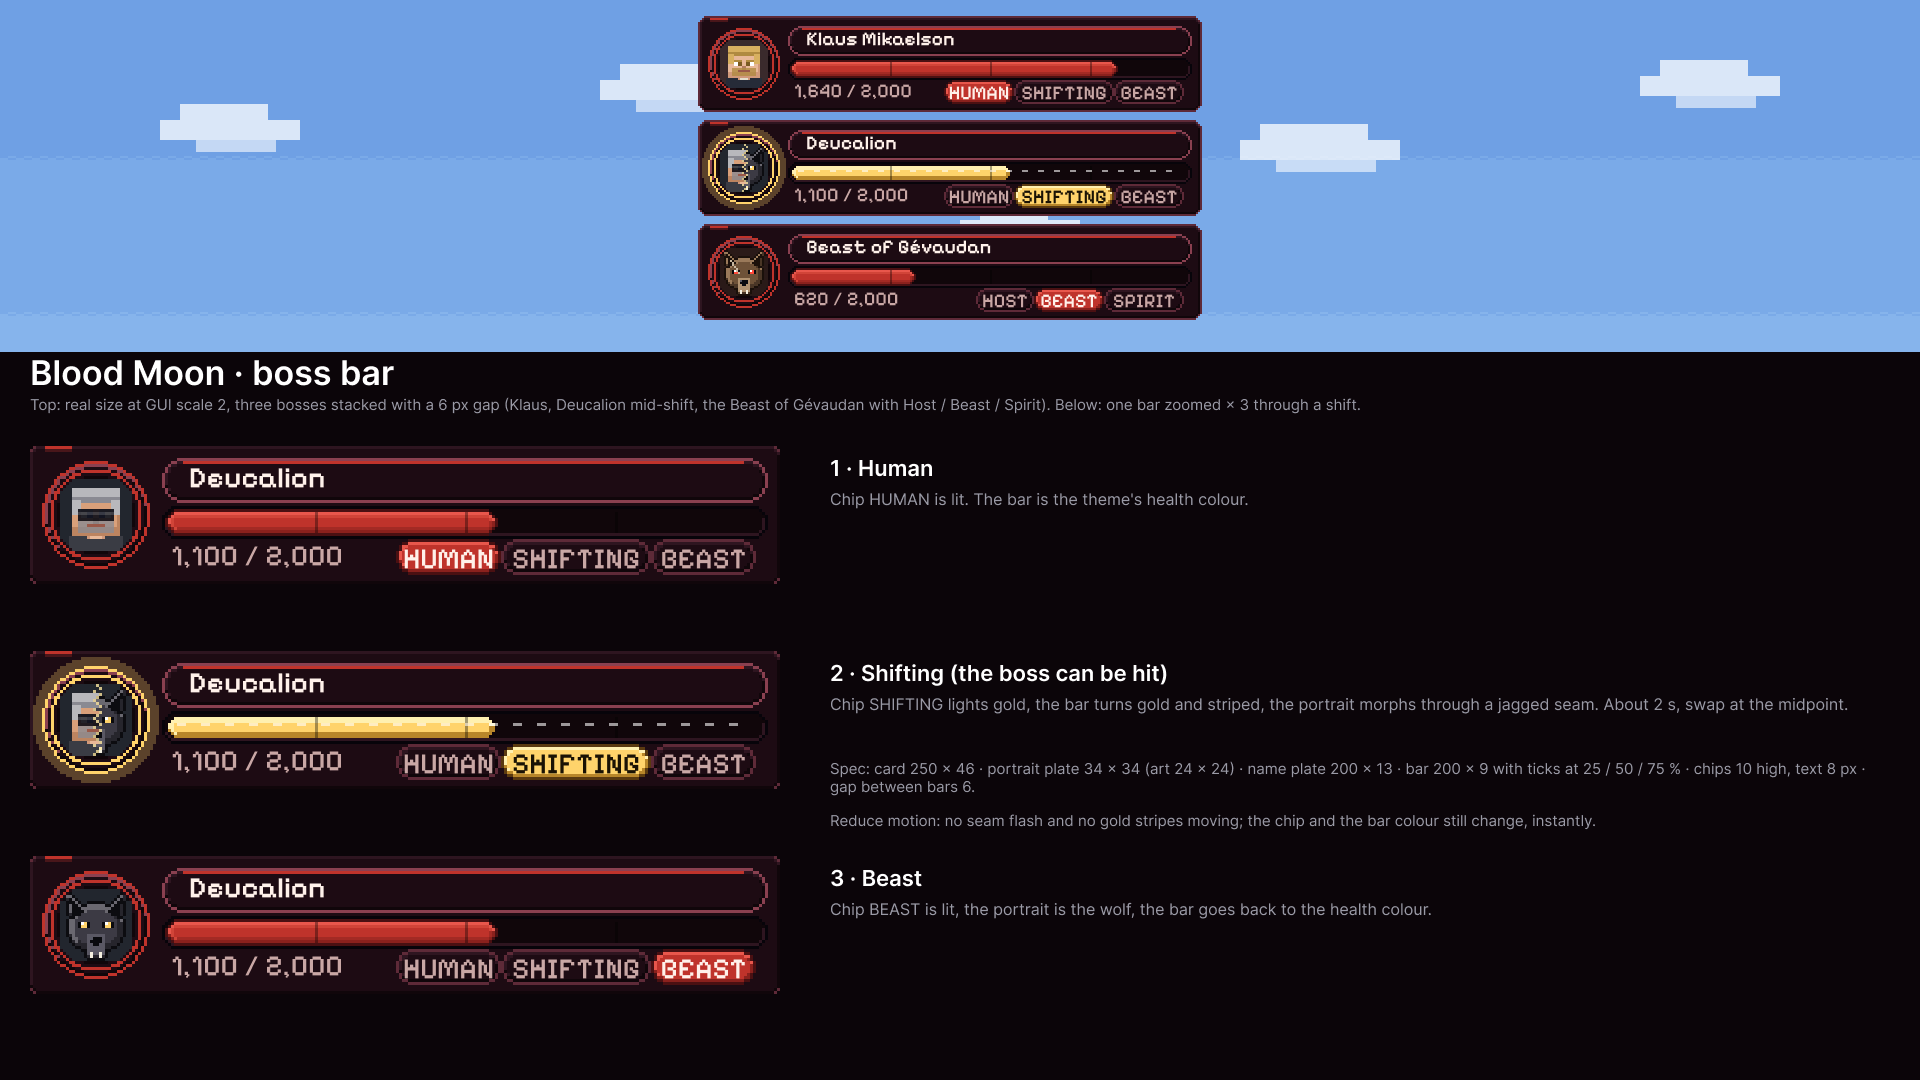 Klaus Mikaelson
1,640 / 2,000 HUMAN SHIFTING BEAST
Deucalion
1,100 / 2,000 HUMAN SHIFTING BEAST
Beast of Gévaudan
620 / 2,000 HOST BEAST SPIRIT
Blood Moon · boss bar
Top: real size at GUI scale 2, three bosses stacked with a 6 px gap (Klaus, Deucalion mid-shift, the Beast of Gévaudan with Host / Beast / Spirit). Below: one bar zoomed × 3 through a shift.
Deucalion
1,100 / 2,000 HUMAN SHIFTING BEAST
1 · Human
Chip HUMAN is lit. The bar is the theme's health colour.
Deucalion
1,100 / 2,000 HUMAN SHIFTING BEAST
2 · Shifting (the boss can be hit)
Chip SHIFTING lights gold, the bar turns gold and striped, the portrait morphs through a jagged seam. About 2 s, swap at the midpoint.
Spec: card 250 × 46 · portrait plate 34 × 34 (art 24 × 24) · name plate 200 × 13 · bar 200 × 9 with ticks at 25 / 50 / 75 % · chips 10 high, text 8 px ·
gap between bars 6.
Reduce motion: no seam flash and no gold stripes moving; the chip and the bar colour still change, instantly.
Deucalion
1,100 / 2,000 HUMAN SHIFTING BEAST
3 · Beast
Chip BEAST is lit, the portrait is the wolf, the bar goes back to the health colour.